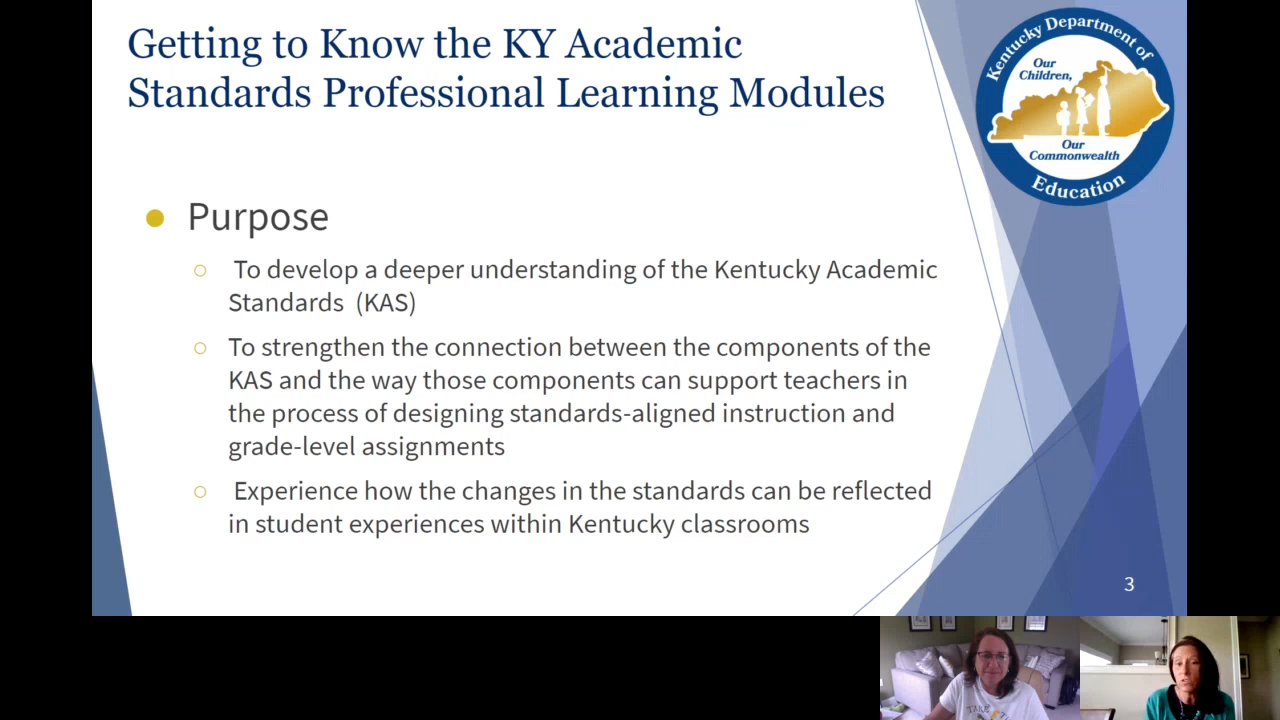 Getting to Know the KY Academic
Standards Professional Learning Modules
Kentucky Department of
Our
Children,
Our
Commonwealth
Education
Purpose
To develop a deeper understanding of the Kentucky Academic
Standards (KAS)
To strengthen the connection between the components of the
KAS and the way those components can support teachers in
the process of designing standards-aligned instruction and
grade-level assignments
Experience how the changes in the standards can be reflected
in student experiences within Kentucky classrooms
3